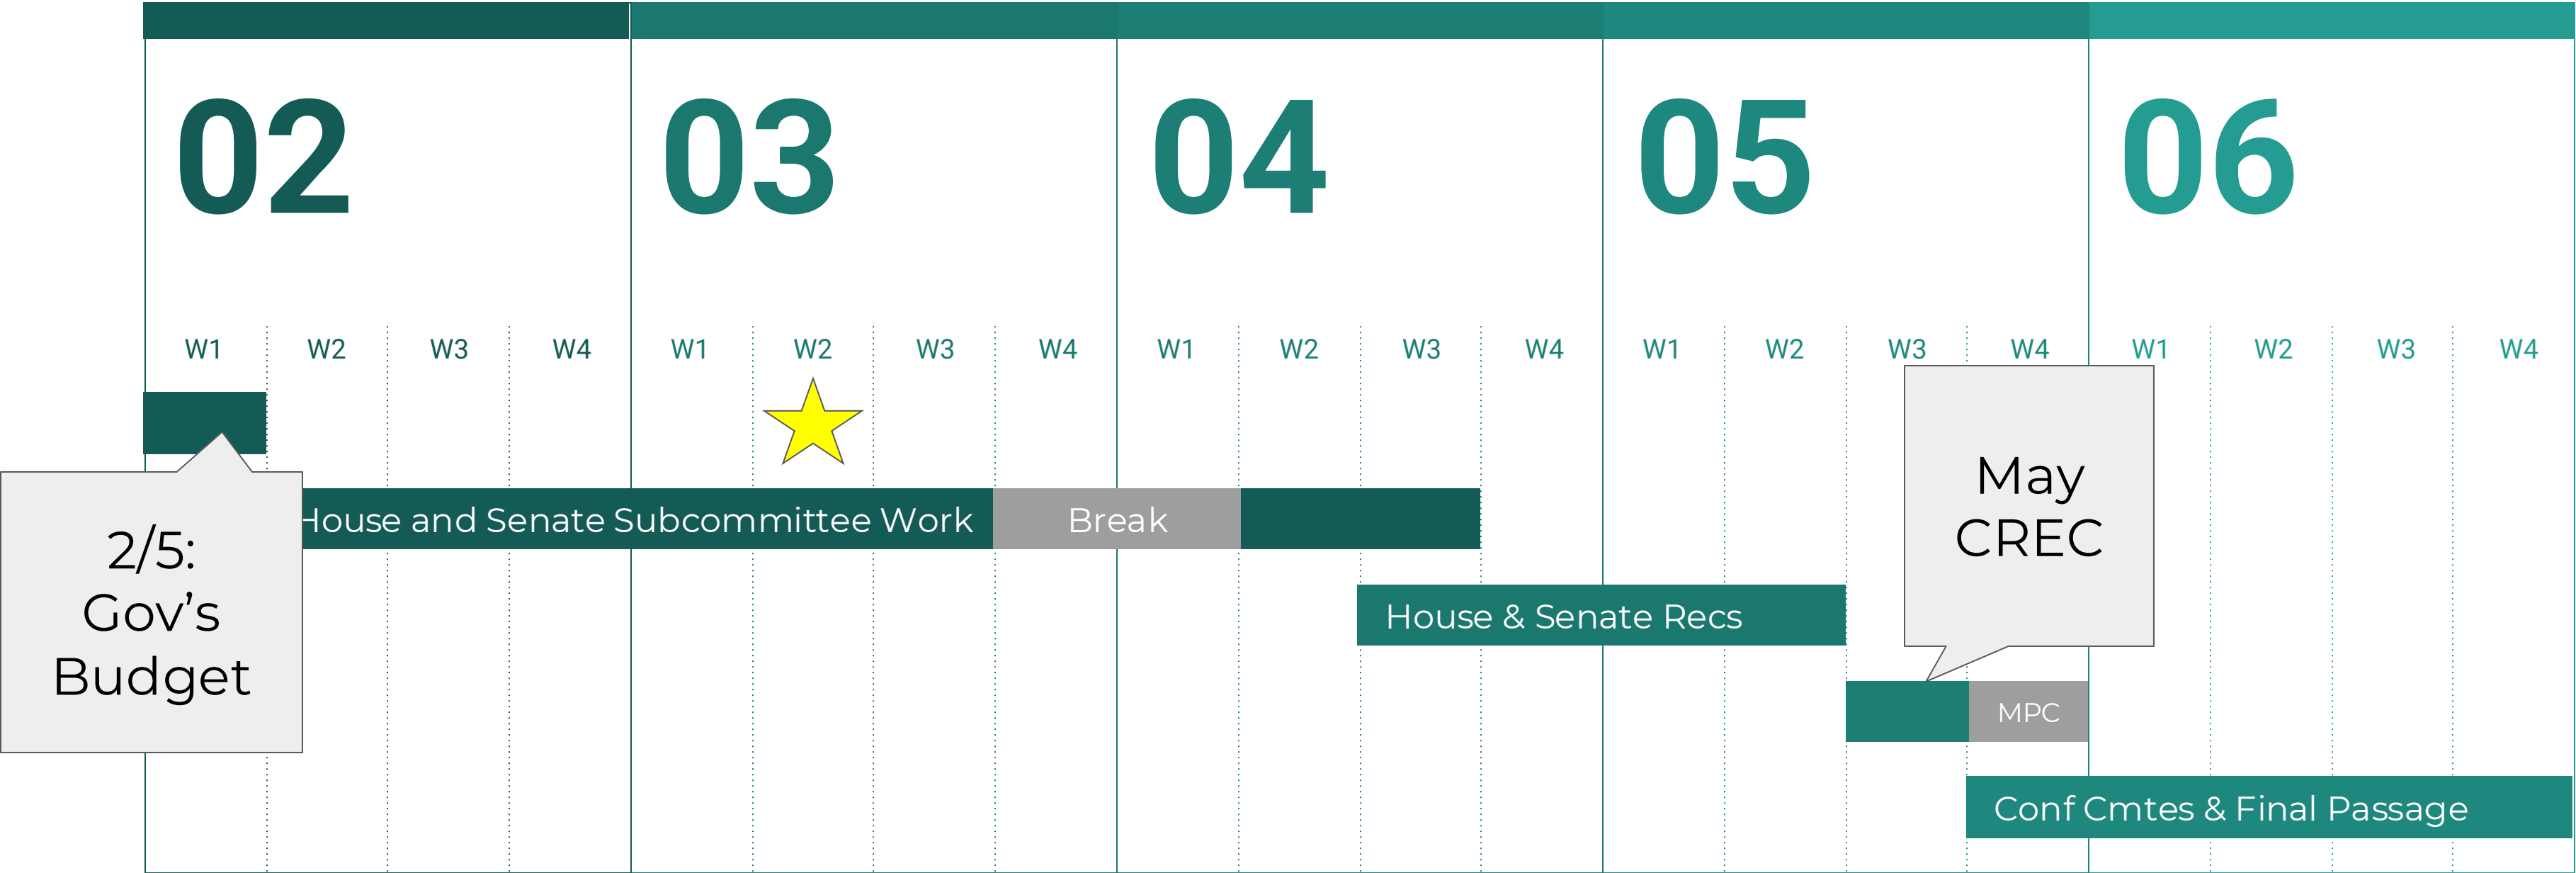 02 03 04 05 06
W1 W2 W3 W4 W1 W2 W3 W4 W1 W2 W3 W4 W1 W2 W3 W4 W1 W2 W3 W4
2/5:
Gov’s
Budget
House and Senate Subcommittee Work
Break
House & Senate Recs
May
CREC
MPC
Conf Cmtes & Final Passage